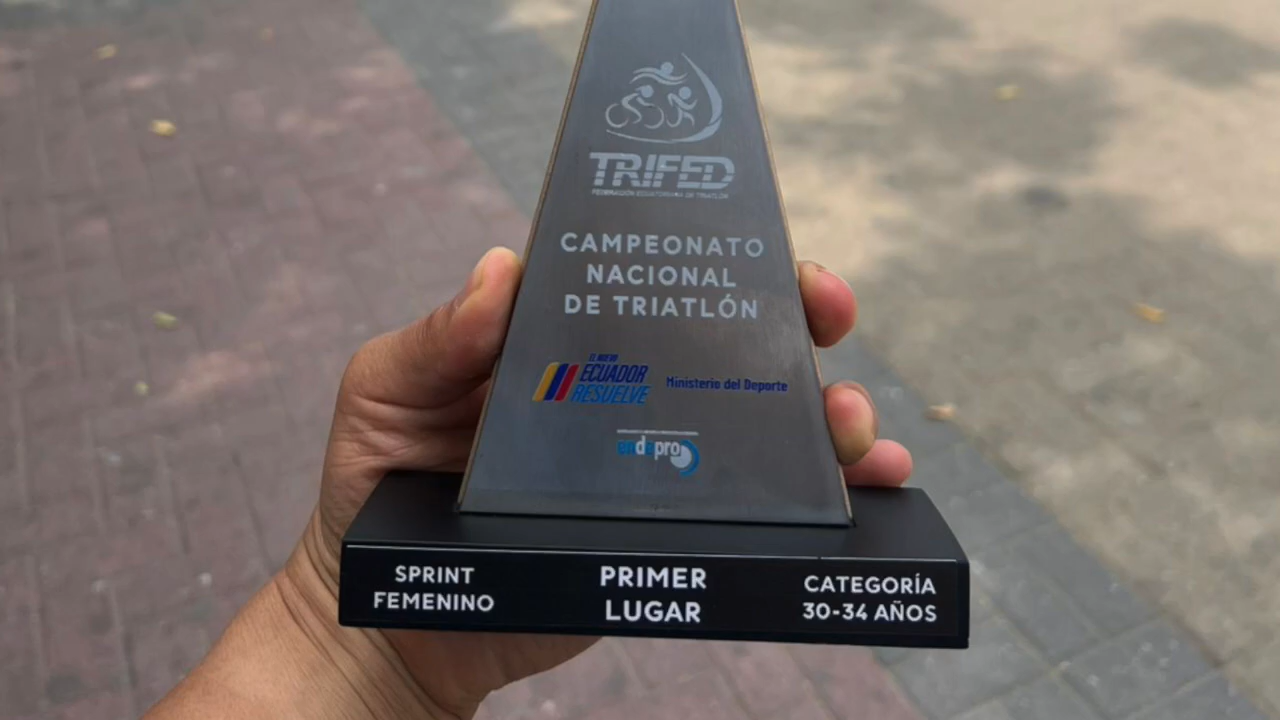 TRIFED
FEDERACIÓN ECUATORIANA DE TRIATLÓN
CAMPEONATO
NACIONAL
DE TRIATLÓN
EL NUEVO
ECUADOR
RESUELVE
Ministerio del Deporte
endepro
SPRINT
FEMENINO
PRIMER
LUGAR
CATEGORÍA
30-34 AÑOS